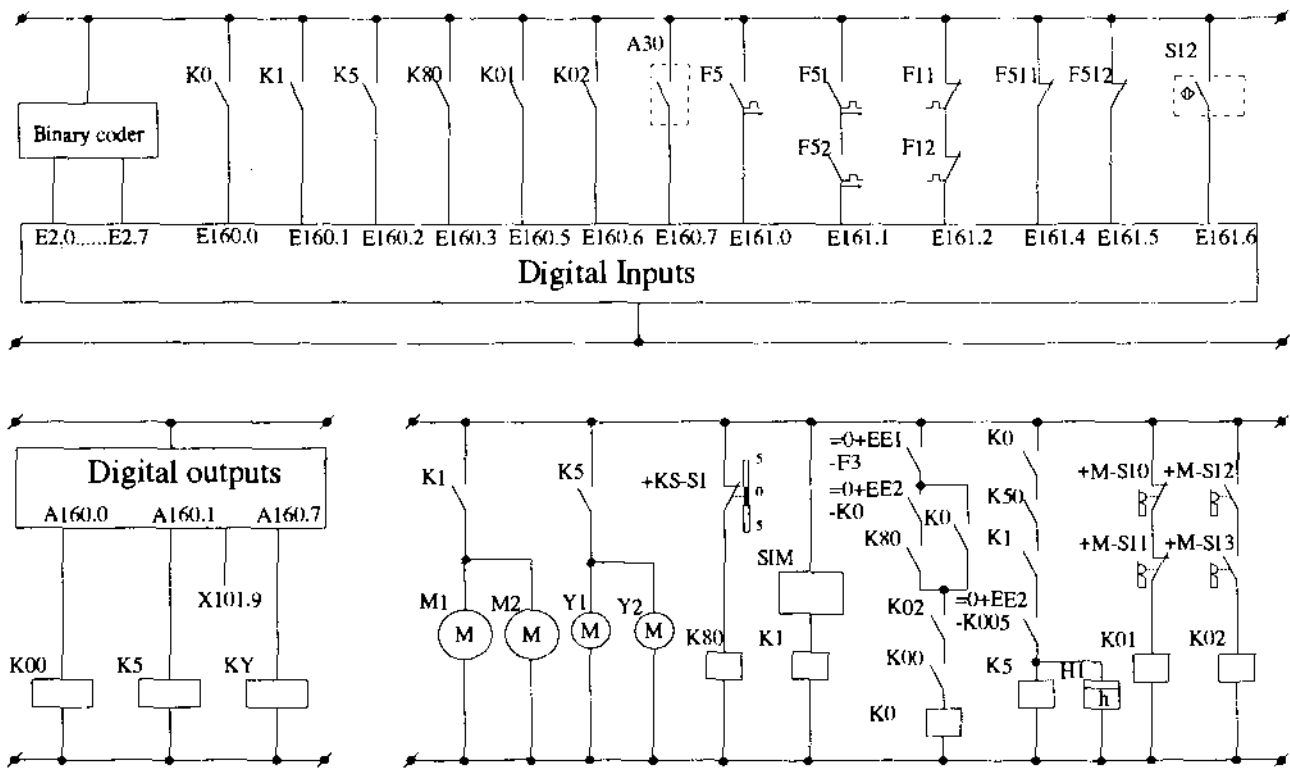 K0 K1 K5 K80 K01 K02 A30 F5 F51 F11 F511 F512 S12
Binary coder
F52 F12
E2.0......E2.7 E160.0 E160.1 E160.2 E160.3 E160.5 E160.6 E160.7 E161.0 E161.1 E161.2 E161.4 E161.5 E161.6
Digital Inputs
Digital outputs
A160.0 A160.1 A160.7
X101.9
K00 K5 KY
K1 K5 +KS-S1
5
0
5
=0+EE1
-F3
=0+EE2
-K0
K0
K80
K0
K50
K1
+M-S10 +M-S12
+M-S11 +M-S13
SIM
M1 M2 Y1 Y2
M M M M
K80 K1
K02
=0+EE2
-K005
K00
K0
K5 H1
h
K01 K02